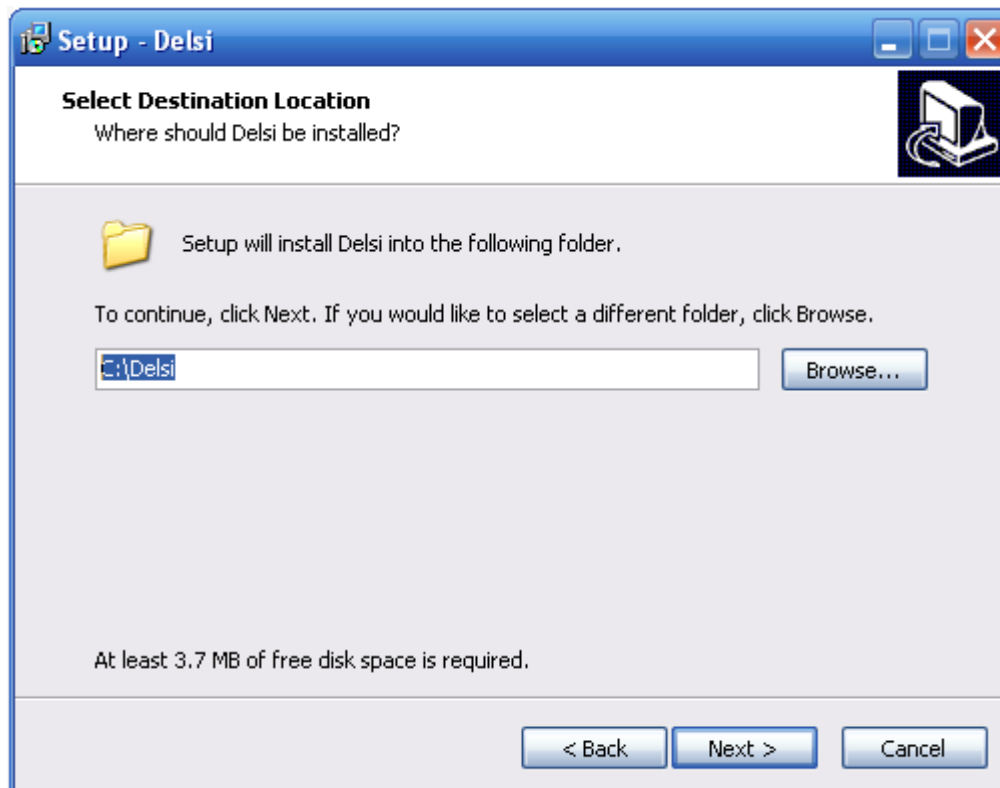 Setup - Delsi
Select Destination Location
Where should Delsi be installed?
Setup will install Delsi into the following folder.
To continue, click Next. If you would like to select a different folder, click Browse.
C:\Delsi
Browse...
At least 3.7 MB of free disk space is required.
< Back
Next >
Cancel